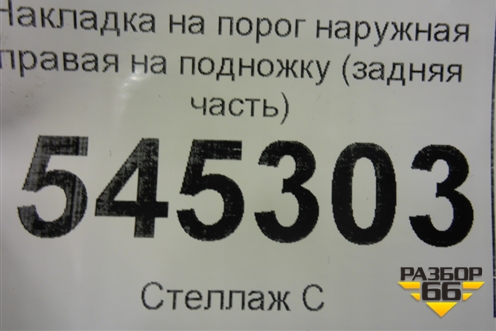 Накладка на порог наружная
правая на подножку (задняя
часть)
545303
Стеллаж С
РАЗБОР
66